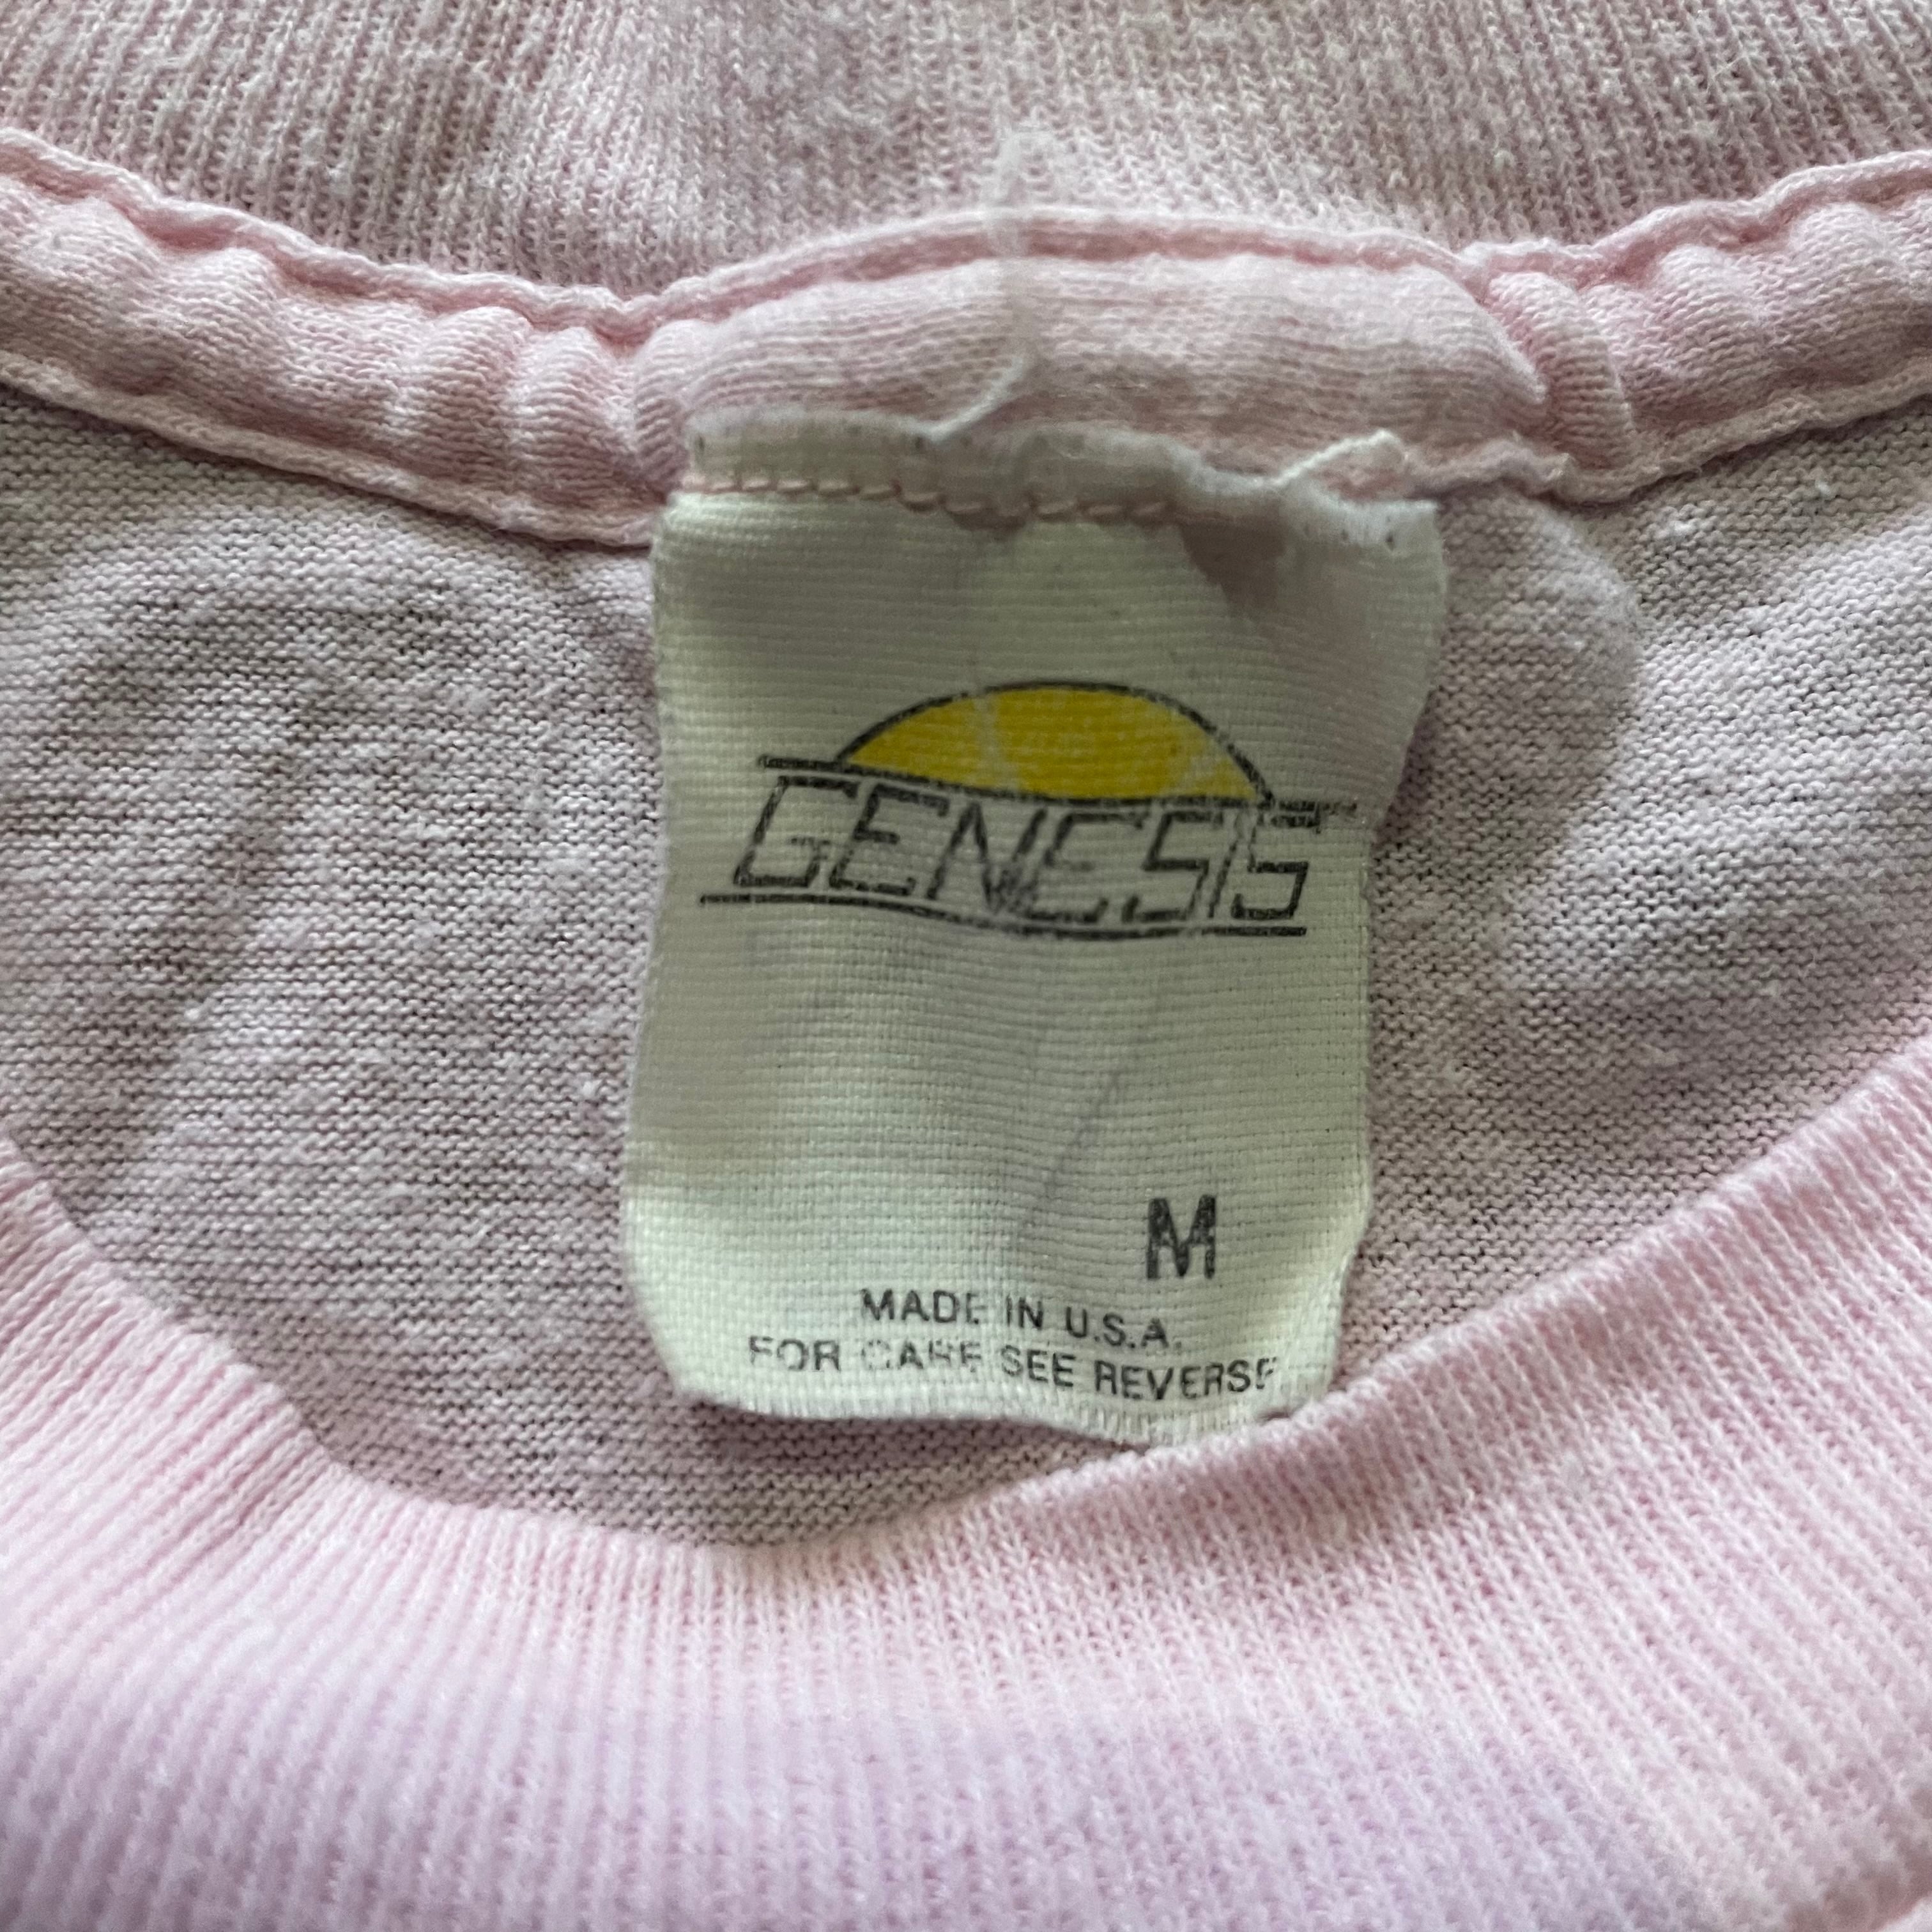 GENESIS
M
MADE IN U.S.A.
FOR CARE SEE REVERSE